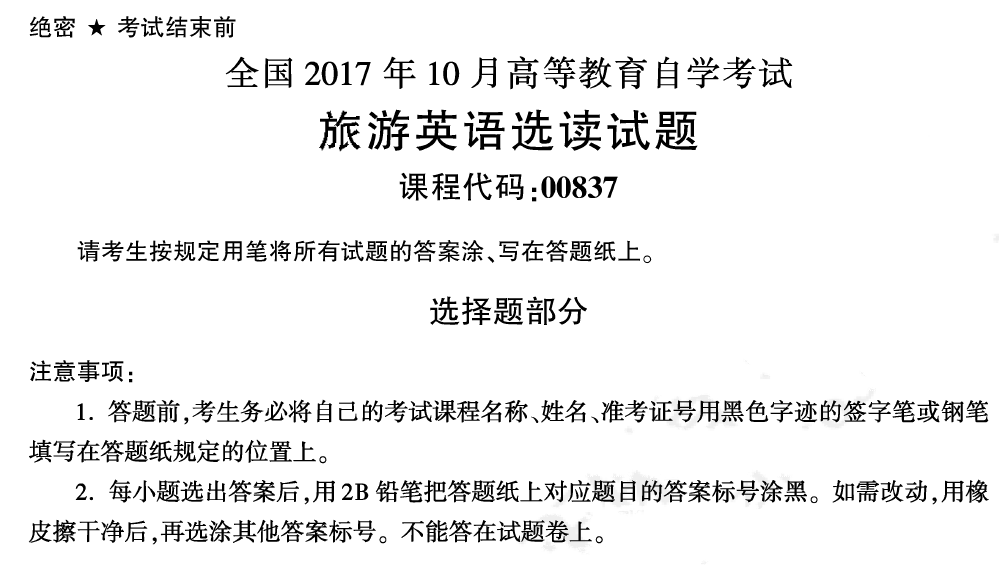 绝密 ★ 考试结束前
全国 2017 年 10 月高等教育自学考试
旅游英语选读试题
课程代码:00837
请考生按规定用笔将所有试题的答案涂、写在答题纸上。
选择题部分
注意事项:
1. 答题前,考生务必将自己的考试课程名称、姓名、准考证号用黑色字迹的签字笔或钢笔
填写在答题纸规定的位置上。
2. 每小题选出答案后,用 2B 铅笔把答题纸上对应题目的答案标号涂黑。如需改动,用橡
皮擦干净后,再选涂其他答案标号。不能答在试题卷上。